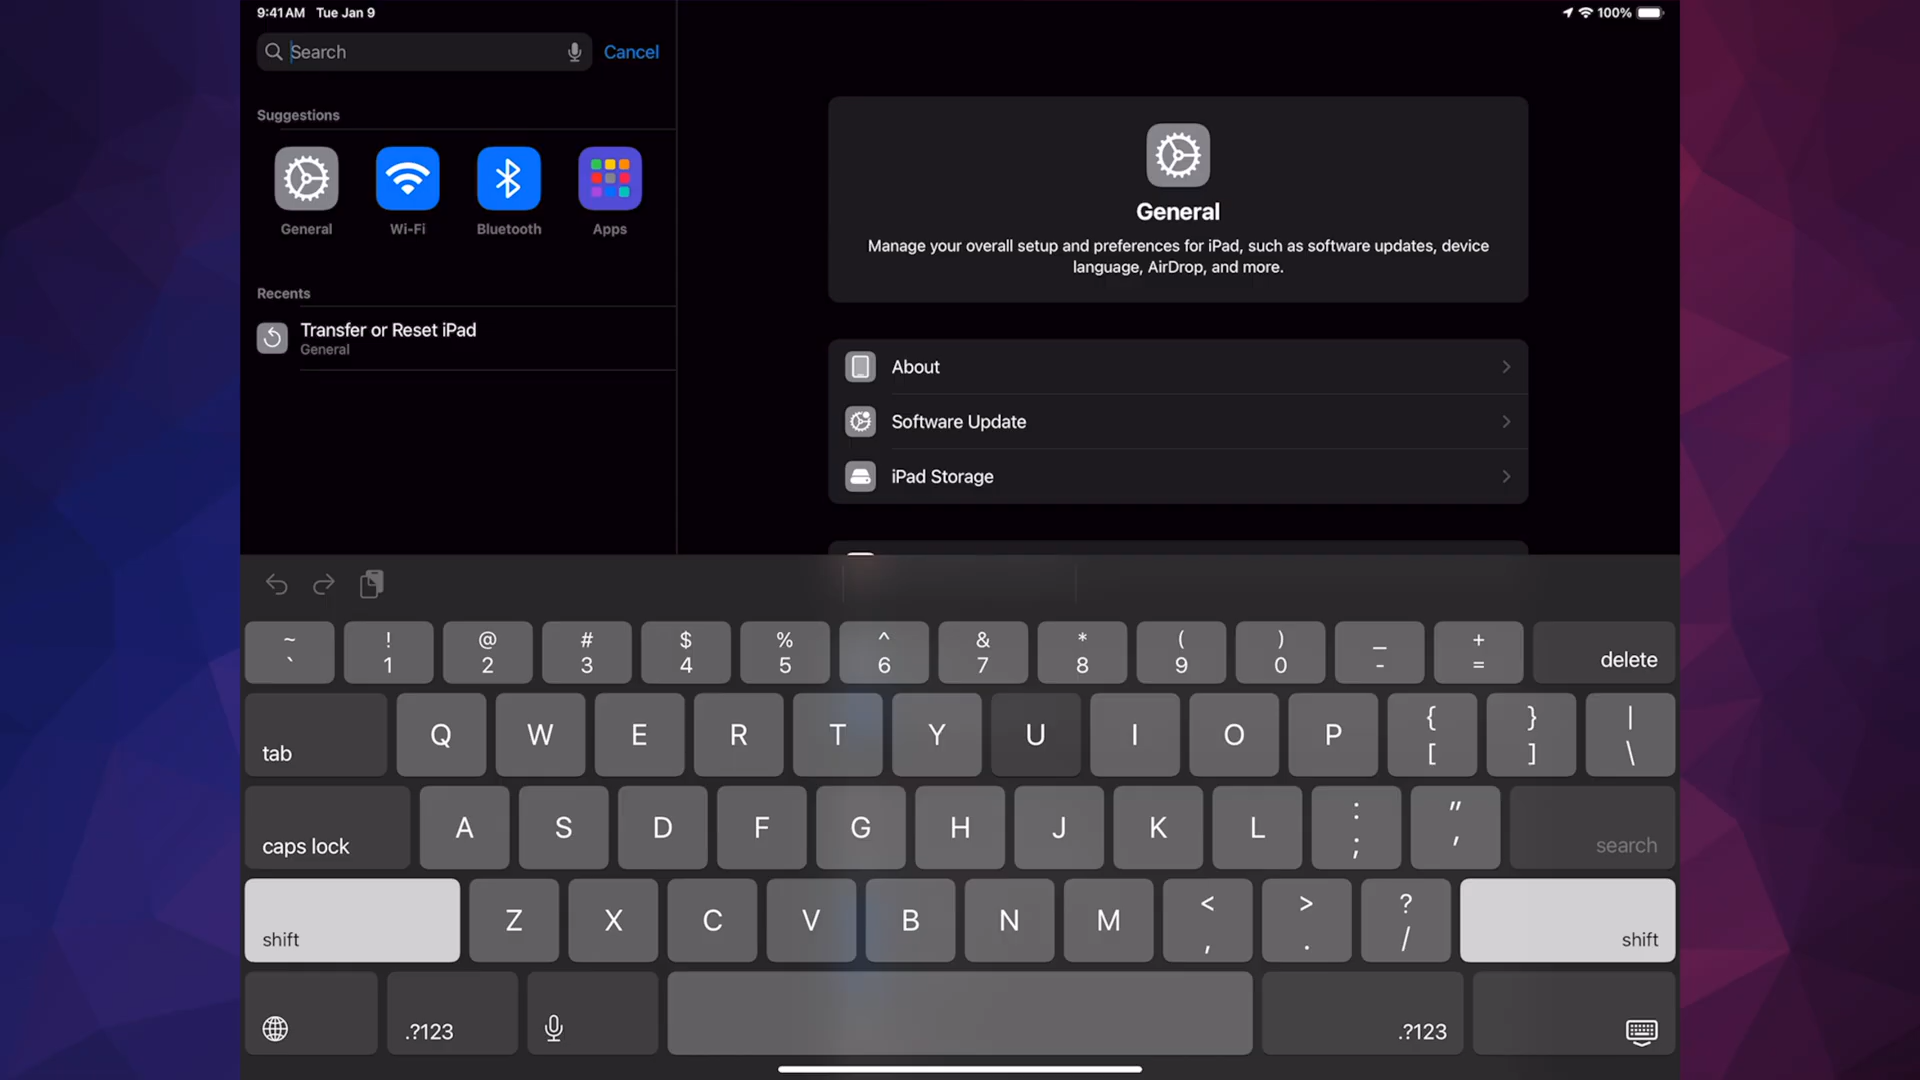 9:41 AM Tue Jan 9
100%
Search
Cancel
Suggestions
General
Wi-Fi
Bluetooth
Apps
Recents
Transfer or Reset iPad
General
General
Manage your overall setup and preferences for iPad, such as software updates, device
language, AirDrop, and more.
About
Software Update
iPad Storage
~ ! @ # $ % ^ & * ( ) _ +
` 1 2 3 4 5 6 7 8 9 0 - =
delete
tab Q W E R T Y U I O P { } |
[ ] \
caps lock A S D F G H J K L : "
; '
search
shift Z X C V B N M < > ?
, . /
shift
.?123
.?123